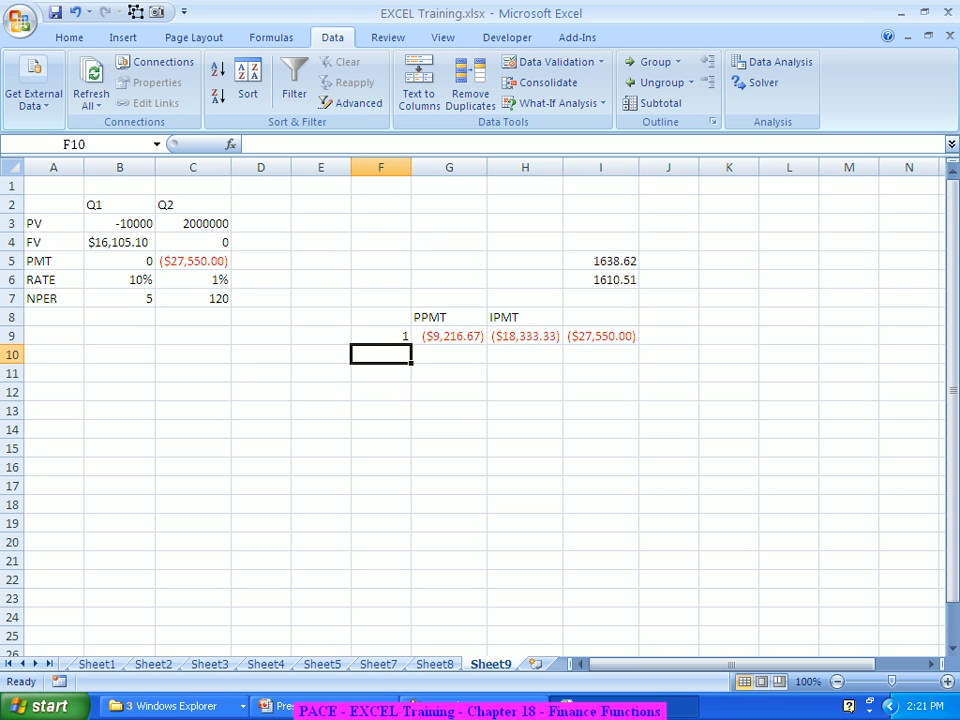 EXCEL Training.xlsx - Microsoft Excel
Home Insert Page Layout Formulas Data Review View Developer Add-Ins
Get External Data
Refresh All
Connections
Properties
Edit Links
Connections
Sort
Filter
Clear
Reapply
Advanced
Sort & Filter
Text to Columns
Remove Duplicates
Data Validation
Consolidate
What-If Analysis
Data Tools
Group
Ungroup
Subtotal
Outline
Data Analysis
Solver
Analysis
F10 fx
A B C D E F G H I J K L M N
1
2 Q1 Q2
3 PV -10000 2000000
4 FV $16,105.10 0
5 PMT 0 ($27,550.00) 1638.62
6 RATE 10% 1% 1610.51
7 NPER 5 120
8 PPMT IPMT
9 1 ($9,216.67) ($18,333.33) ($27,550.00)
10
11
12
13
14
15
16
17
18
19
20
21
22
23
24
25
26
Sheet1 Sheet2 Sheet3 Sheet4 Sheet5 Sheet7 Sheet8 Sheet9
Ready 100%
start 3 Windows Explorer 2:21 PM
PACE - EXCEL Training - Chapter 18 - Finance Functions